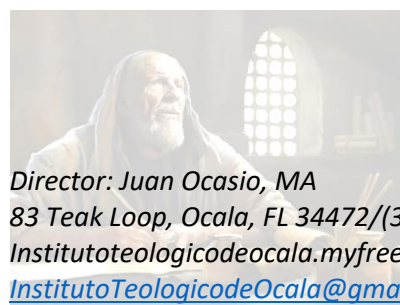 Director: Juan Ocasio, MA
83 Teak Loop, Ocala, FL 34472/(3
Institutoteologicodeocala.myfree
InstitutoTeologicodeOcala@gma